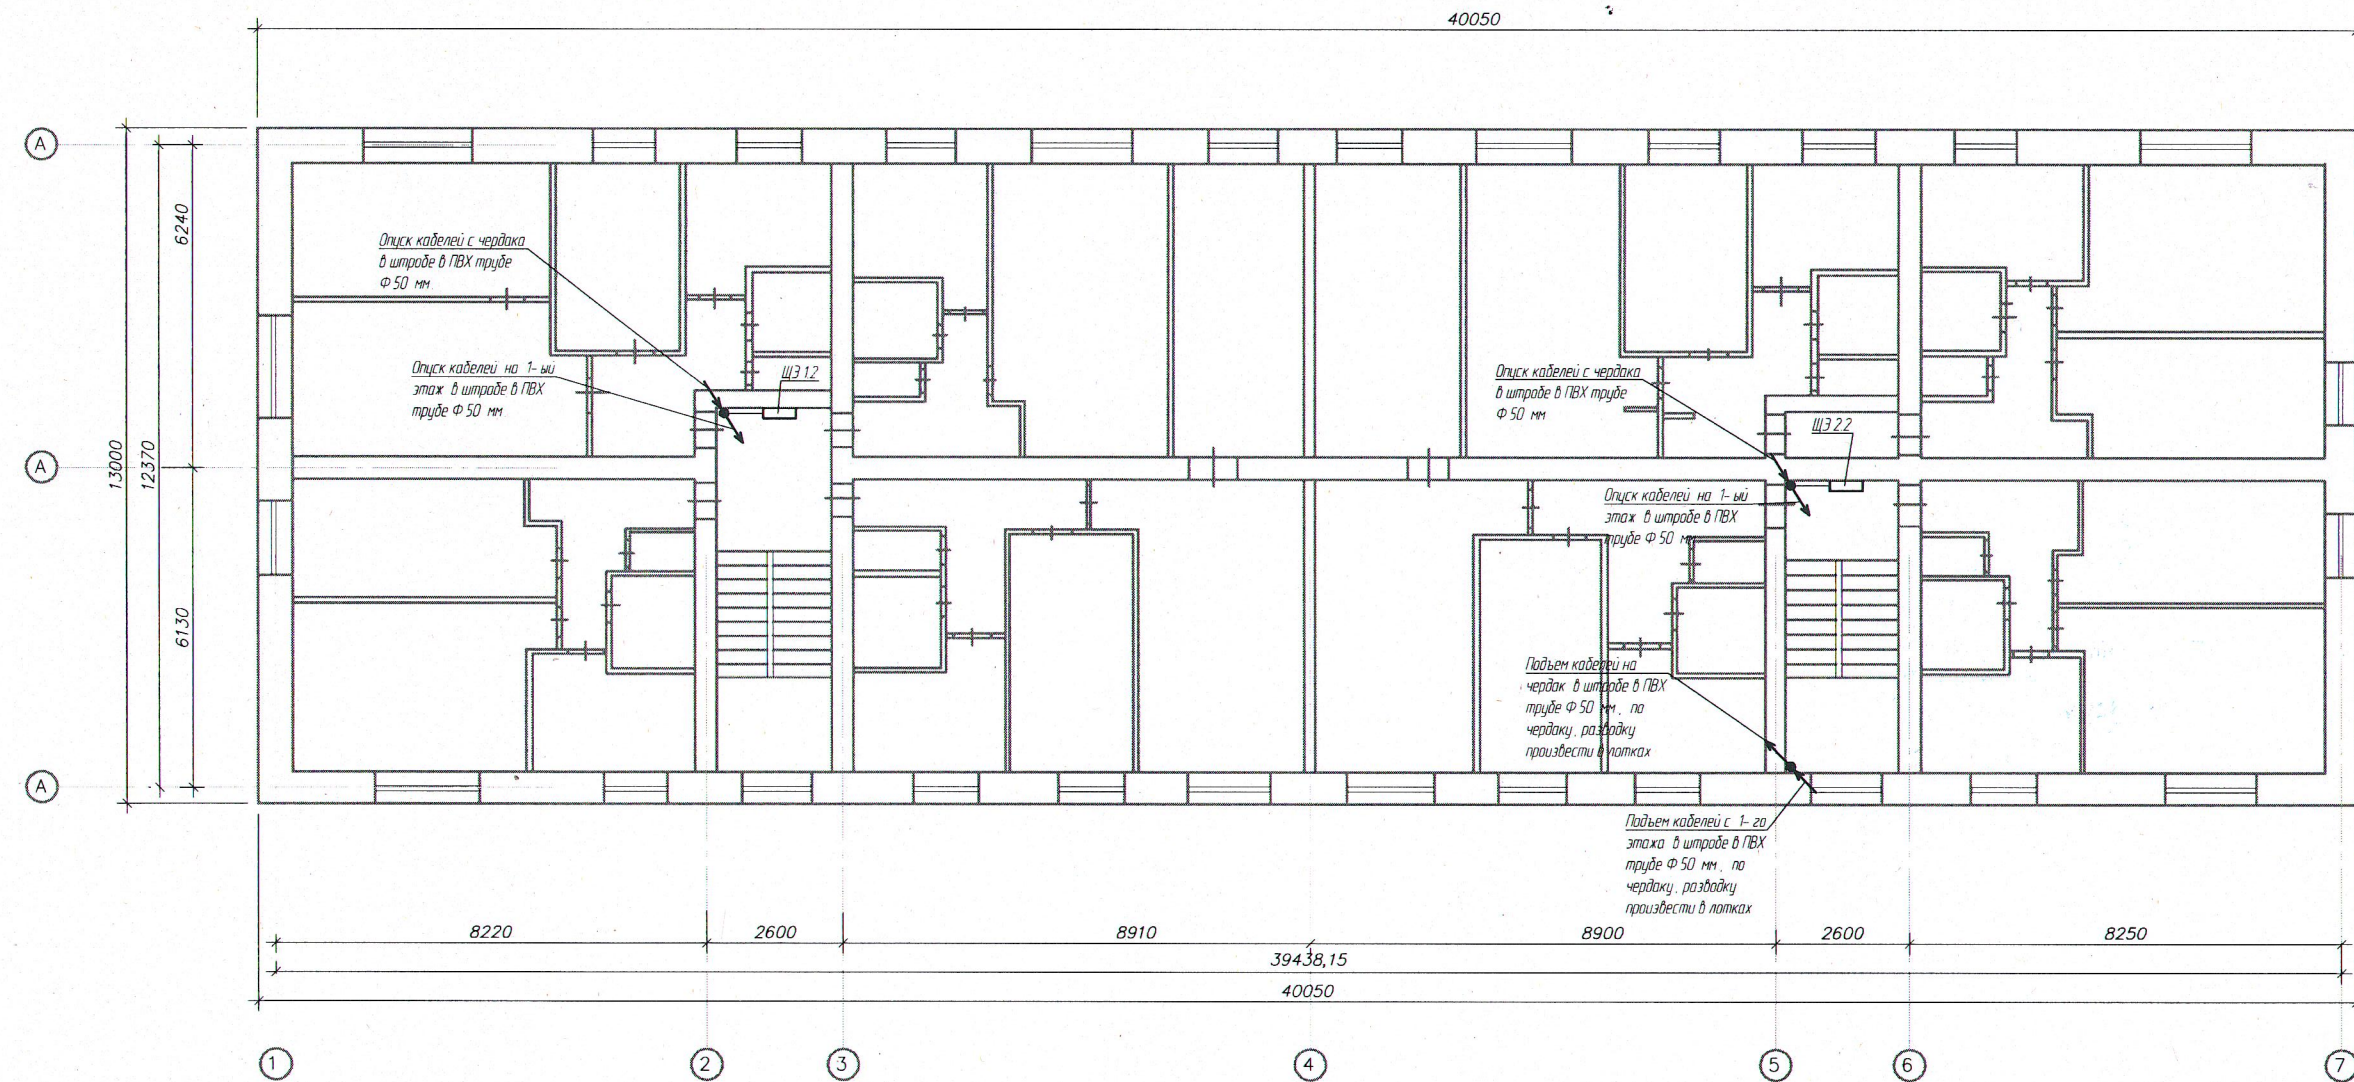 40050
А
6240
Опуск кабелей с чердака
в штробе в ПВХ трубе
Ф 50 мм
Опуск кабелей на 1-ый
этаж в штробе в ПВХ
трубе Ф 50 мм
ЩЭ 1.2
Опуск кабелей с чердака
в штробе в ПВХ трубе
Ф 50 мм
ЩЭ 2.2
А
13000
12370
Опуск кабелей на 1-ый
этаж в штробе в ПВХ
трубе Ф 50 мм
6130
Подъем кабелей на
чердак в штробе в ПВХ
трубе Ф 50 мм, по
чердаку, разводку
произвести в лотках
А
Подъем кабелей с 1-го
этажа в штробе в ПВХ
трубе Ф 50 мм, по
чердаку, разводку
произвести в лотках
8220 2600 8910 8900 2600 8250
39438,15
40050
1 2 3 4 5 6 7